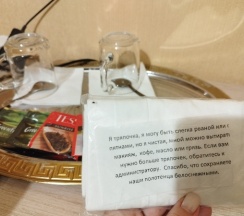 TESS
Я тряпочка, я могу быть слегка рваной или с
пятнами, но я чистая, мной можно вытирать
макияж, кофе, масло или грязь. Если вам
нужно больше тряпочек, обратитесь к
администратору. Спасибо, что сохраняете
наши полотенца белоснежными.